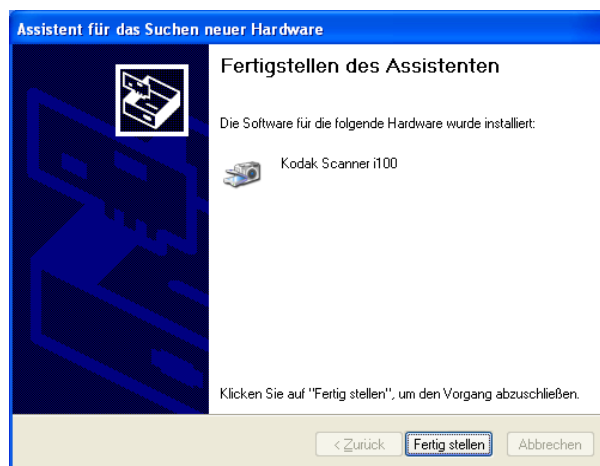 Assistent für das Suchen neuer Hardware
Fertigstellen des Assistenten
Die Software für die folgende Hardware wurde installiert:
Kodak Scanner i100
Klicken Sie auf "Fertig stellen", um den Vorgang abzuschließen.
< Zurück Fertig stellen Abbrechen